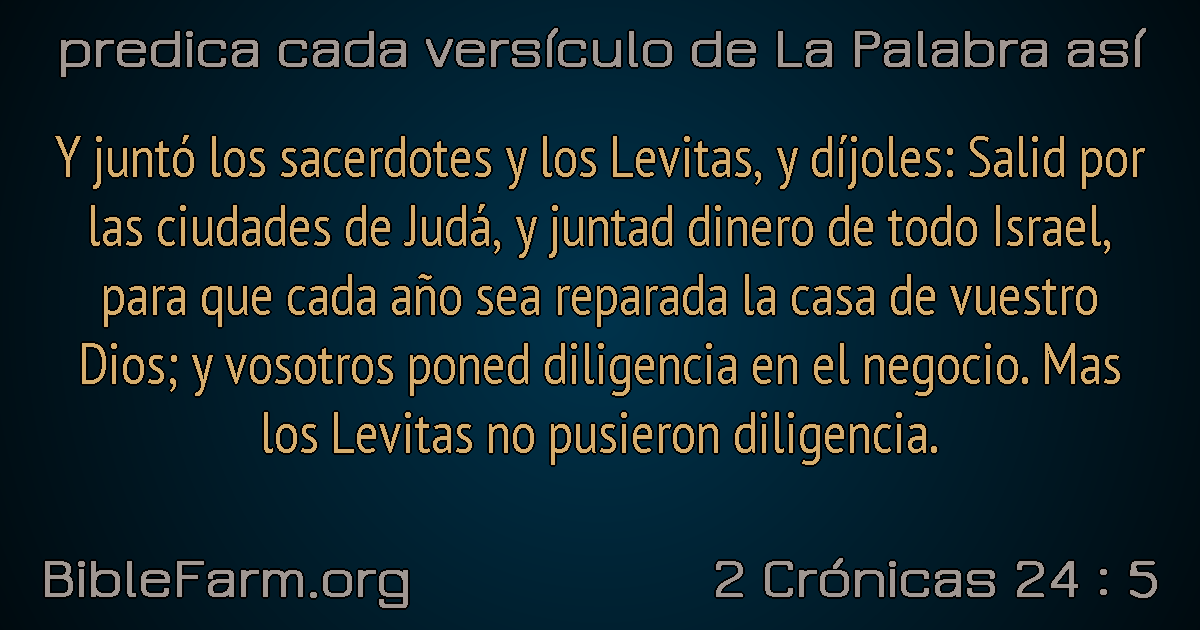 predica cada versículo de La Palabra así
Y juntó los sacerdotes y los Levitas, y díjoles: Salid por
las ciudades de Judá, y juntad dinero de todo Israel,
para que cada año sea reparada la casa de vuestro
Dios; y vosotros poned diligencia en el negocio. Mas
los Levitas no pusieron diligencia.
BibleFarm.org
2 Crónicas 24 : 5